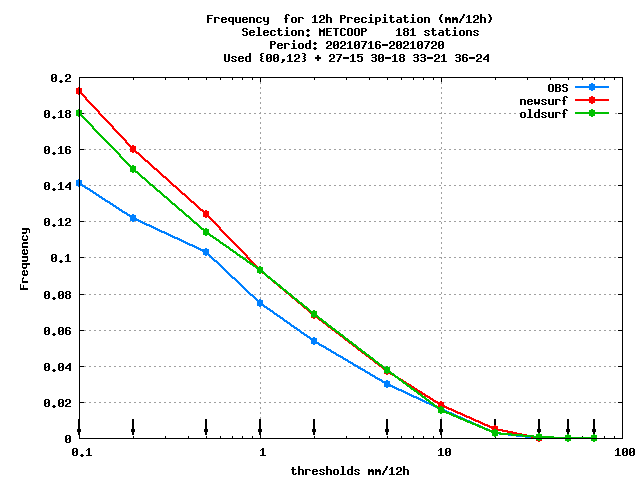 Frequency  for 12h Precipitation (mm/12h)
Selection: METCOOP    181 stations
Period: 20210716-20210720
Used {00,12} + 27-15 30-18 33-21 36-24
OBS
newsurf
oldsurf
0.2
0.18
0.16
0.14
0.12
0.1
0.08
0.06
0.04
0.02
0
Frequency
0.1 1 10 100
thresholds mm/12h